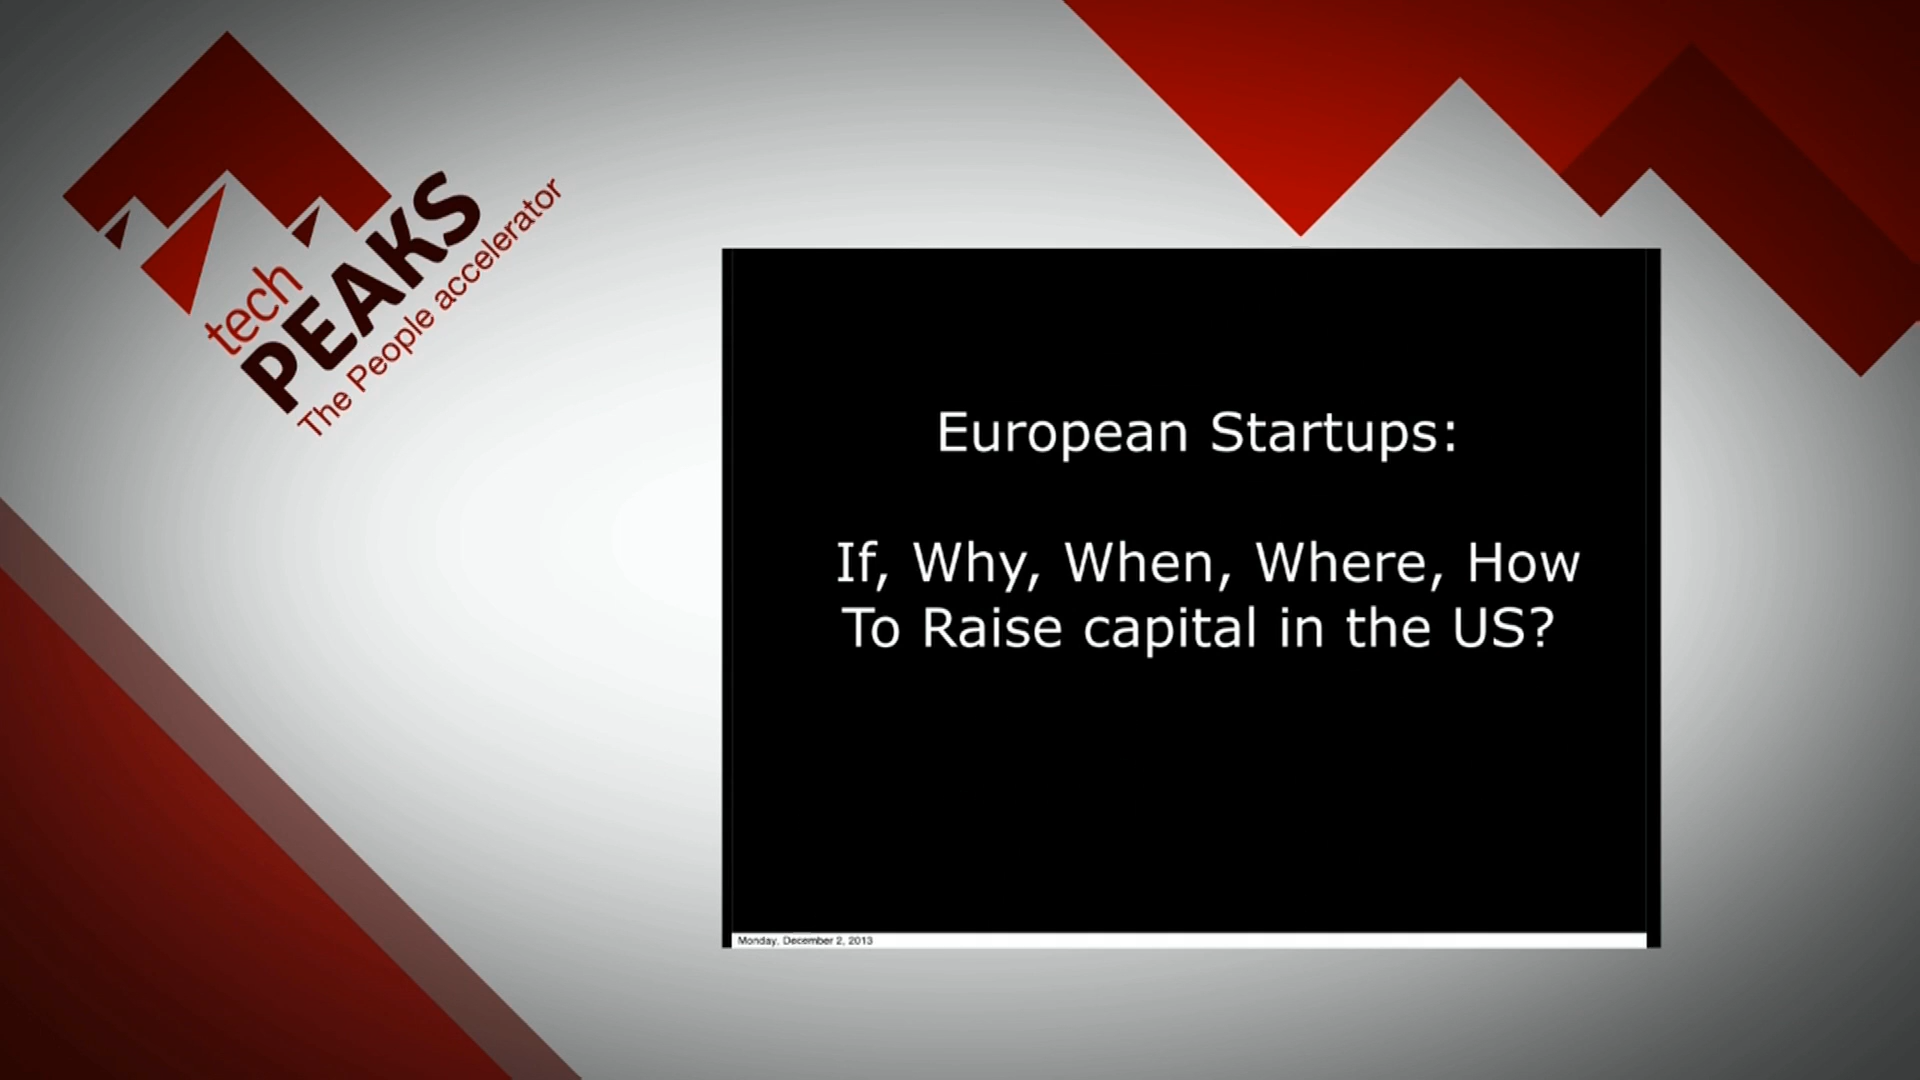 tech
PEAKS
The People accelerator
European Startups:
If, Why, When, Where, How
To Raise capital in the US?
Monday, December 2, 2013